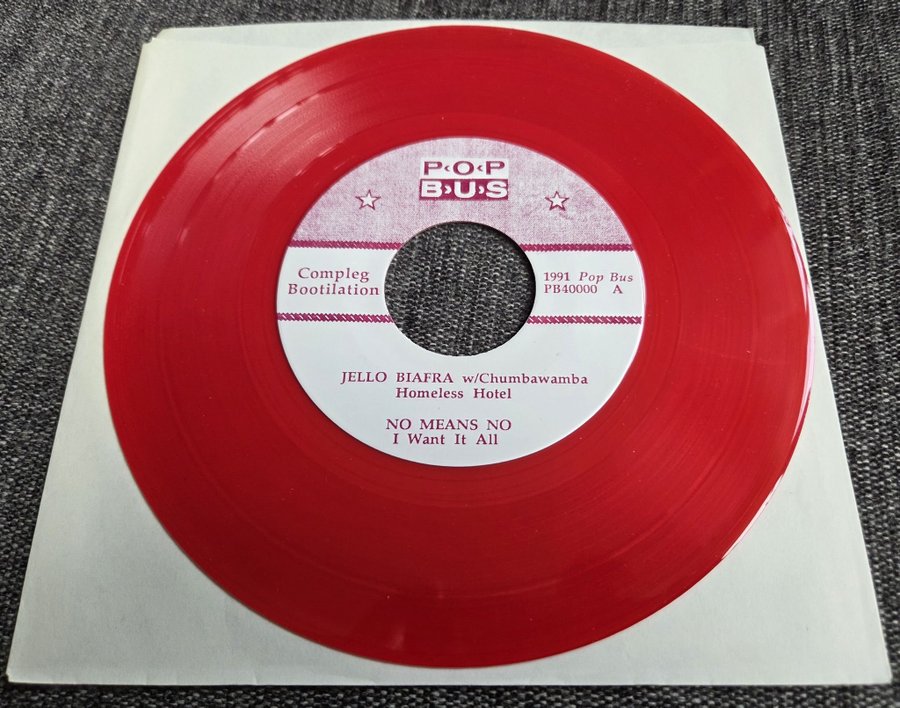 P‹O‹P
B›U›S
Compleg
Bootilation
1991 Pop Bus
PB40000 A
JELLO BIAFRA w/Chumbawamba
Homeless Hotel
NO MEANS NO
I Want It All